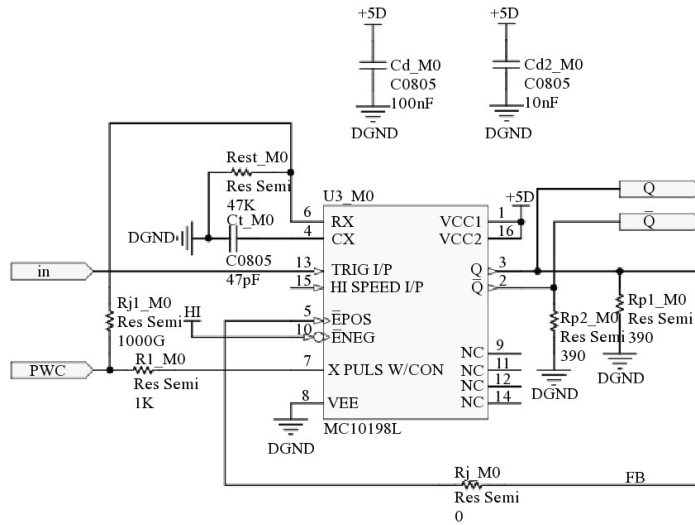 +5D
+5D
Cd_M0
C0805
100nF
Cd2_M0
C0805
10nF
DGND
DGND
Rest_M0
Res Semi
47K
U3_M0
+5D
Q
Q̅
6
RX
VCC1
1
Ct_M0
4
CX
VCC2
16
DGND
C0805
47pF
in
13
TRIG I/P
Q
3
15
HI SPEED I/P
Q̅
2
Rj1_M0
Res Semi
1000G
HI
5
E̅POS
10
E̅NEG
Rp2_M0
Res Semi
390
Rp1_M0
Res Semi
390
NC
9
PWC
R1_M0
Res Semi
1K
7
X PULS W/CON
NC
11
NC
12
8
VEE
NC
14
DGND
DGND
DGND
MC10198L
Rj_M0
Res Semi
0
FB